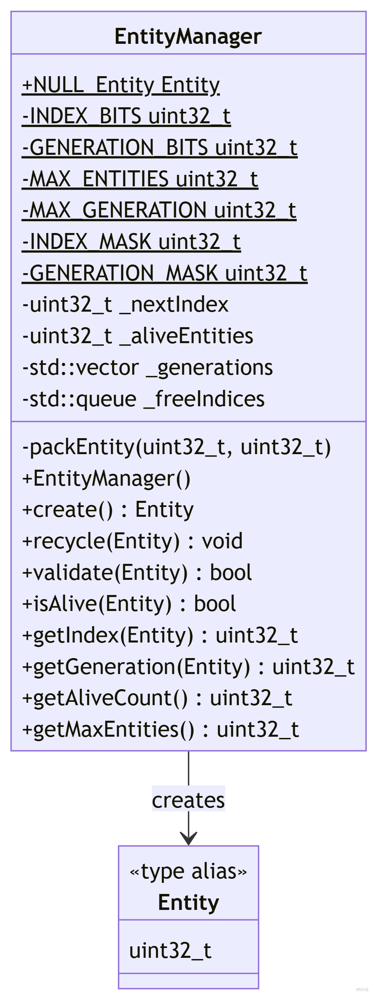 EntityManager
+NULL_Entity Entity
-INDEX_BITS uint32_t
-GENERATION_BITS uint32_t
-MAX_ENTITIES uint32_t
-MAX_GENERATION uint32_t
-INDEX_MASK uint32_t
-GENERATION_MASK uint32_t
-uint32_t _nextIndex
-uint32_t _aliveEntities
-std::vector _generations
-std::queue _freeIndices
-packEntity(uint32_t, uint32_t)
+EntityManager()
+create() : Entity
+recycle(Entity) : void
+validate(Entity) : bool
+isAlive(Entity) : bool
+getIndex(Entity) : uint32_t
+getGeneration(Entity) : uint32_t
+getAliveCount() : uint32_t
+getMaxEntities() : uint32_t
creates
«type alias»
Entity
uint32_t
miro